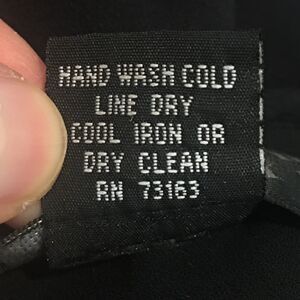 HAND WASH COLD
LINE DRY
COOL IRON OR
DRY CLEAN
RN 73163